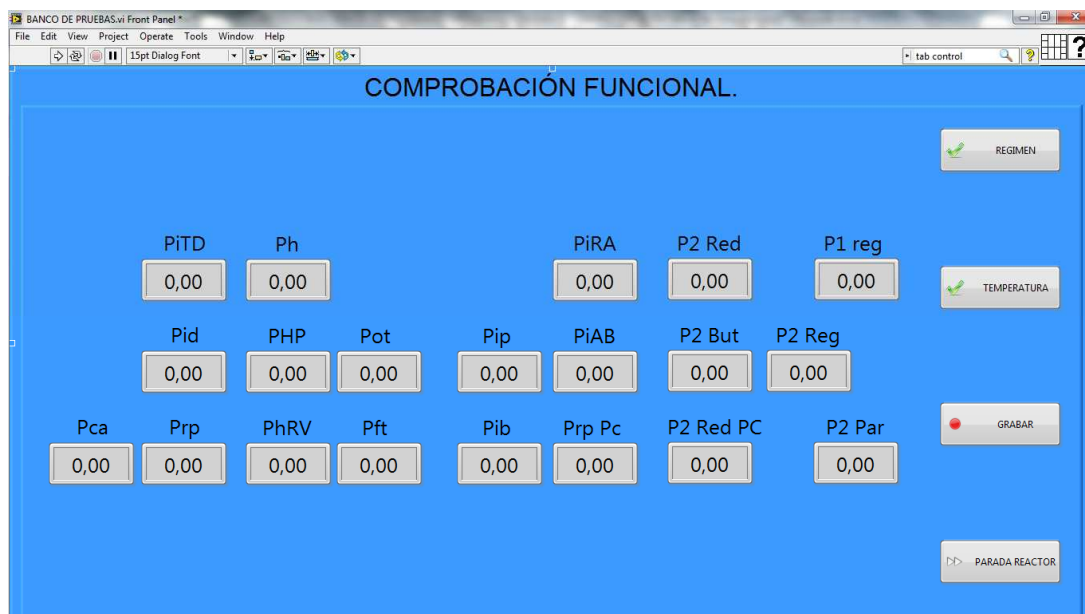 BANCO DE PRUEBAS.vi Front Panel *
File Edit View Project Operate Tools Window Help
15pt Dialog Font
tab control
COMPROBACIÓN FUNCIONAL.
REGIMEN
PiTD Ph PiRA P2 Red P1 reg
0,00 0,00 0,00 0,00 0,00
TEMPERATURA
Pid PHP Pot Pip PiAB P2 But P2 Reg
0,00 0,00 0,00 0,00 0,00 0,00 0,00
Pca Prp PhRV Pft Pib Prp Pc P2 Red PC P2 Par
GRABAR
0,00 0,00 0,00 0,00 0,00 0,00 0,00 0,00
PARADA REACTOR